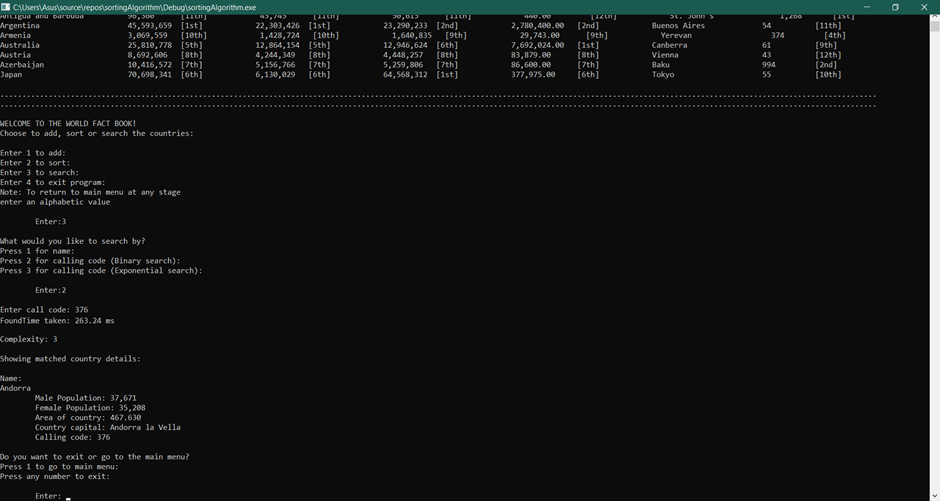 C:\Users\Asus\source\repos\sortingAlgorithm\Debug\sortingAlgorithm.exe
Antigua and Barbuda 96,300 [11th] 45,745 [11th] 50,615 [11th] 440.00 [12th] St. John's 1,268 [1st]
Argentina 45,593,659 [1st] 22,303,426 [1st] 23,290,233 [2nd] 2,780,400.00 [2nd] Buenos Aires 54 [11th]
Armenia 3,069,559 [10th] 1,428,724 [10th] 1,640,835 [9th] 29,743.00 [9th] Yerevan 374 [4th]
Australia 25,810,778 [5th] 12,864,154 [5th] 12,946,624 [6th] 7,692,024.00 [1st] Canberra 61 [9th]
Austria 8,692,606 [8th] 4,244,349 [8th] 4,448,257 [8th] 83,879.00 [8th] Vienna 43 [12th]
Azerbaijan 10,416,572 [7th] 5,156,766 [7th] 5,259,806 [7th] 86,600.00 [7th] Baku 994 [2nd]
Japan 70,698,341 [6th] 6,130,029 [6th] 64,568,312 [1st] 377,975.00 [6th] Tokyo 55 [10th]
WELCOME TO THE WORLD FACT BOOK!
Choose to add, sort or search the countries:
Enter 1 to add:
Enter 2 to sort:
Enter 3 to search:
Enter 4 to exit program:
Note: To return to main menu at any stage
enter an alphabetic value
Enter:3
What would you like to search by?
Press 1 for name:
Press 2 for calling code (Binary search):
Press 3 for calling code (Exponential search):
Enter:2
Enter call code: 376
FoundTime taken: 263.24 ms
Complexity: 3
Showing matched country details:
Name:
Andorra
Male Population: 37,671
Female Population: 35,208
Area of country: 467.630
Country capital: Andorra la Vella
Calling code: 376
Do you want to exit or go to the main menu?
Press 1 to go to main menu:
Press any number to exit:
Enter: